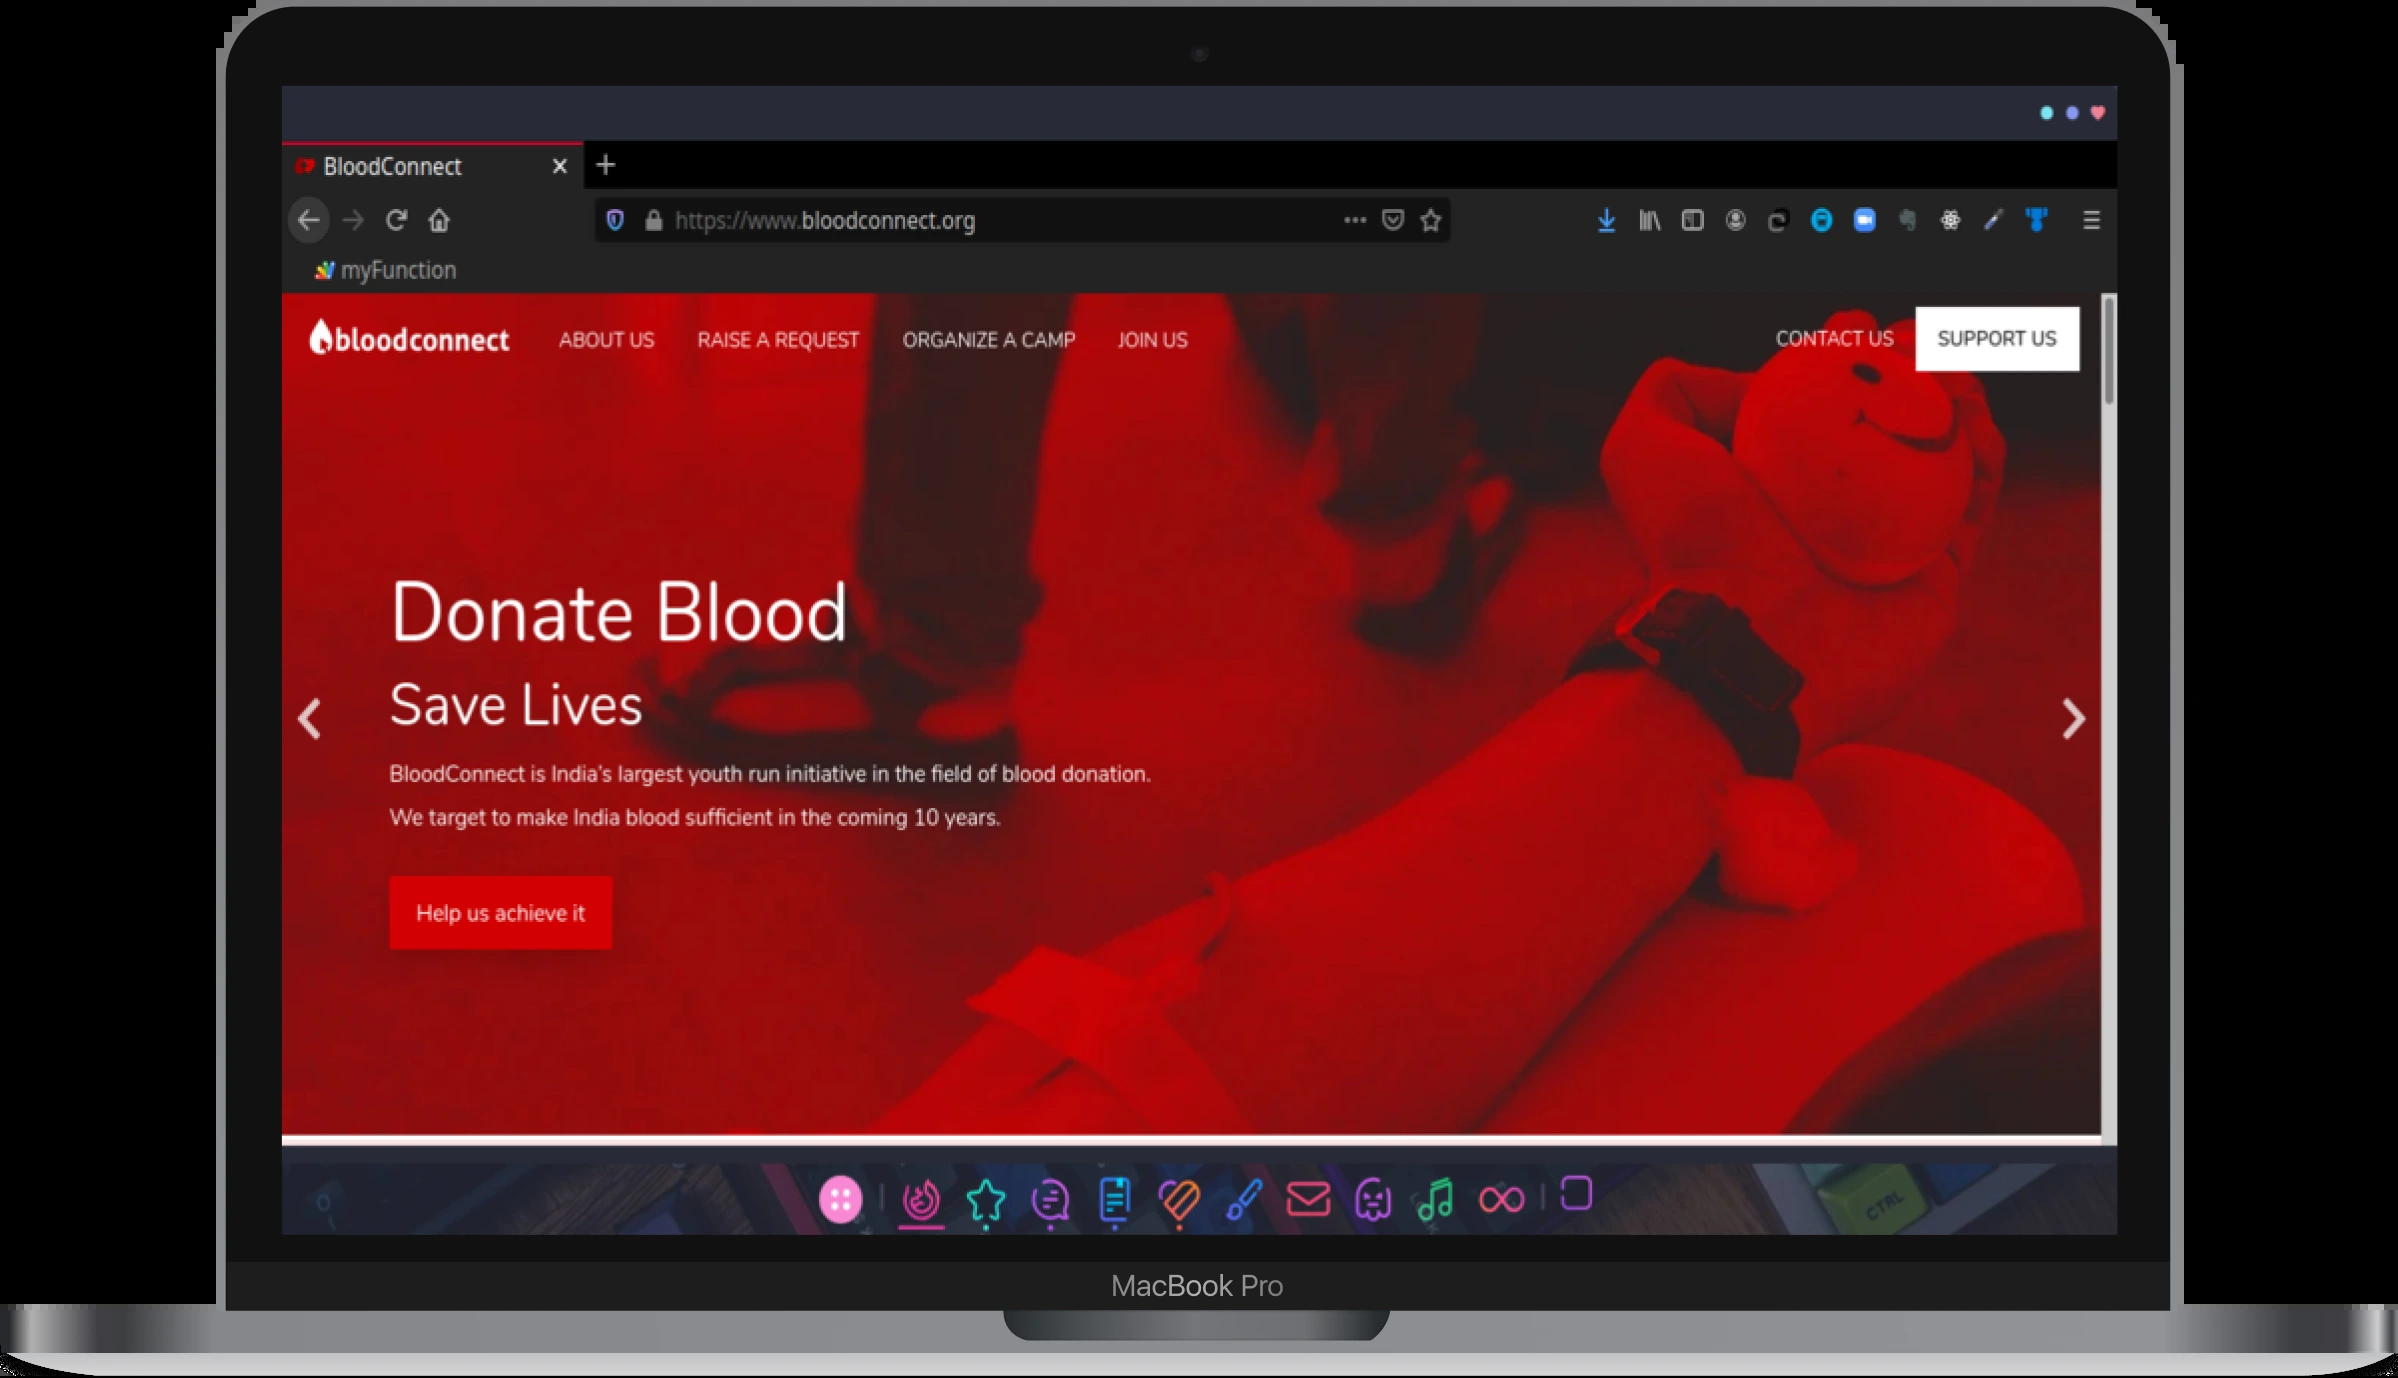 BloodConnect
https://www.bloodconnect.org
myFunction
bloodconnect ABOUT US RAISE A REQUEST ORGANIZE A CAMP JOIN US CONTACT US SUPPORT US
Donate Blood
Save Lives
BloodConnect is India's largest youth run initiative in the field of blood donation.
We target to make India blood sufficient in the coming 10 years.
Help us achieve it
CTRL
MacBook Pro